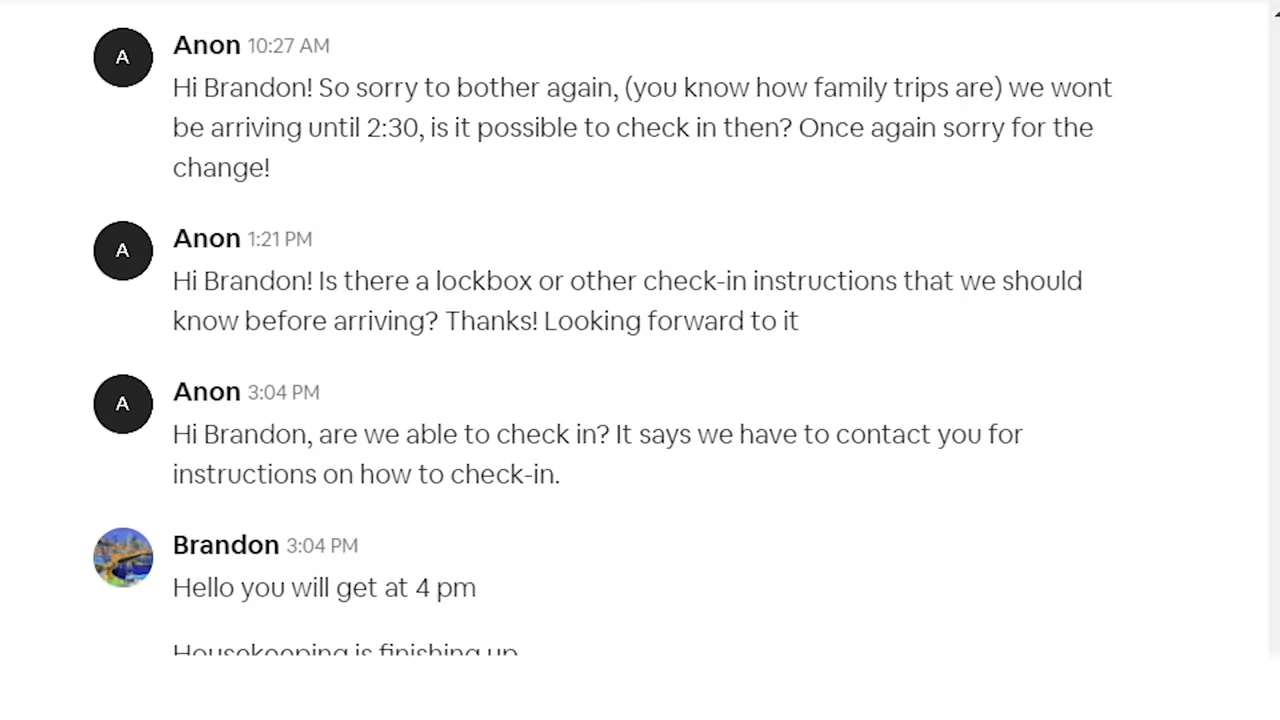 A
Anon 10:27 AM
Hi Brandon! So sorry to bother again, (you know how family trips are) we wont
be arriving until 2:30, is it possible to check in then? Once again sorry for the
change!
A
Anon 1:21 PM
Hi Brandon! Is there a lockbox or other check-in instructions that we should
know before arriving? Thanks! Looking forward to it
A
Anon 3:04 PM
Hi Brandon, are we able to check in? It says we have to contact you for
instructions on how to check-in.
Brandon 3:04 PM
Hello you will get at 4 pm
Housekeeping is finishing up